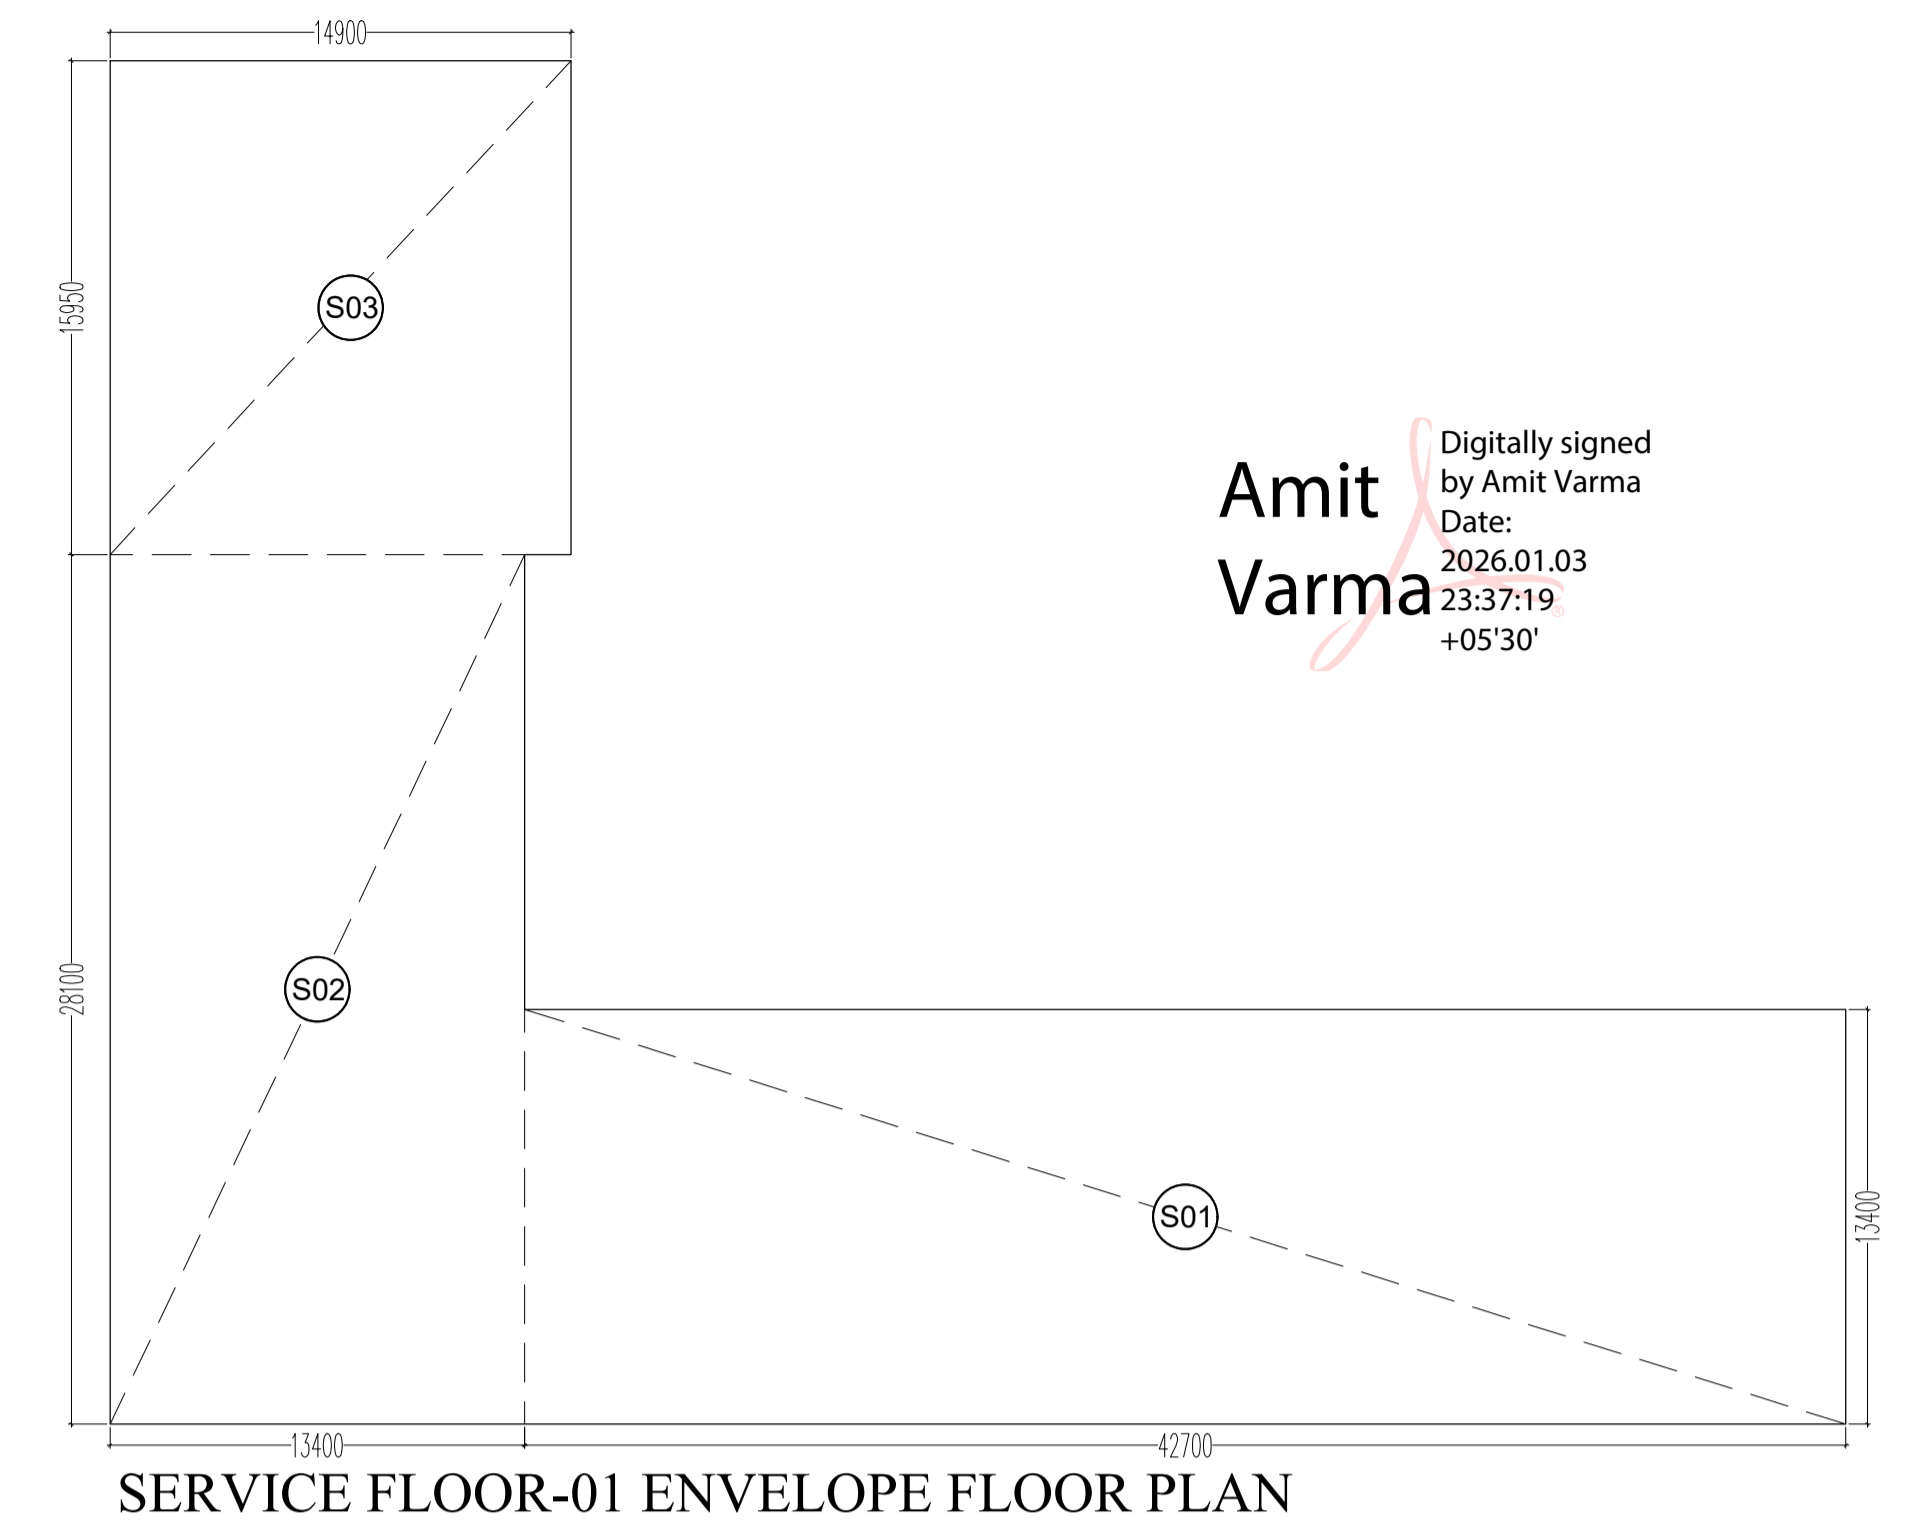 14900
15950
S03
Amit
Varma
Digitally signed
by Amit Varma
Date:
2026.01.03
23:37:19
+05'30'
®
28100
S02
S01
13400
13400
42700
SERVICE FLOOR-01 ENVELOPE FLOOR PLAN